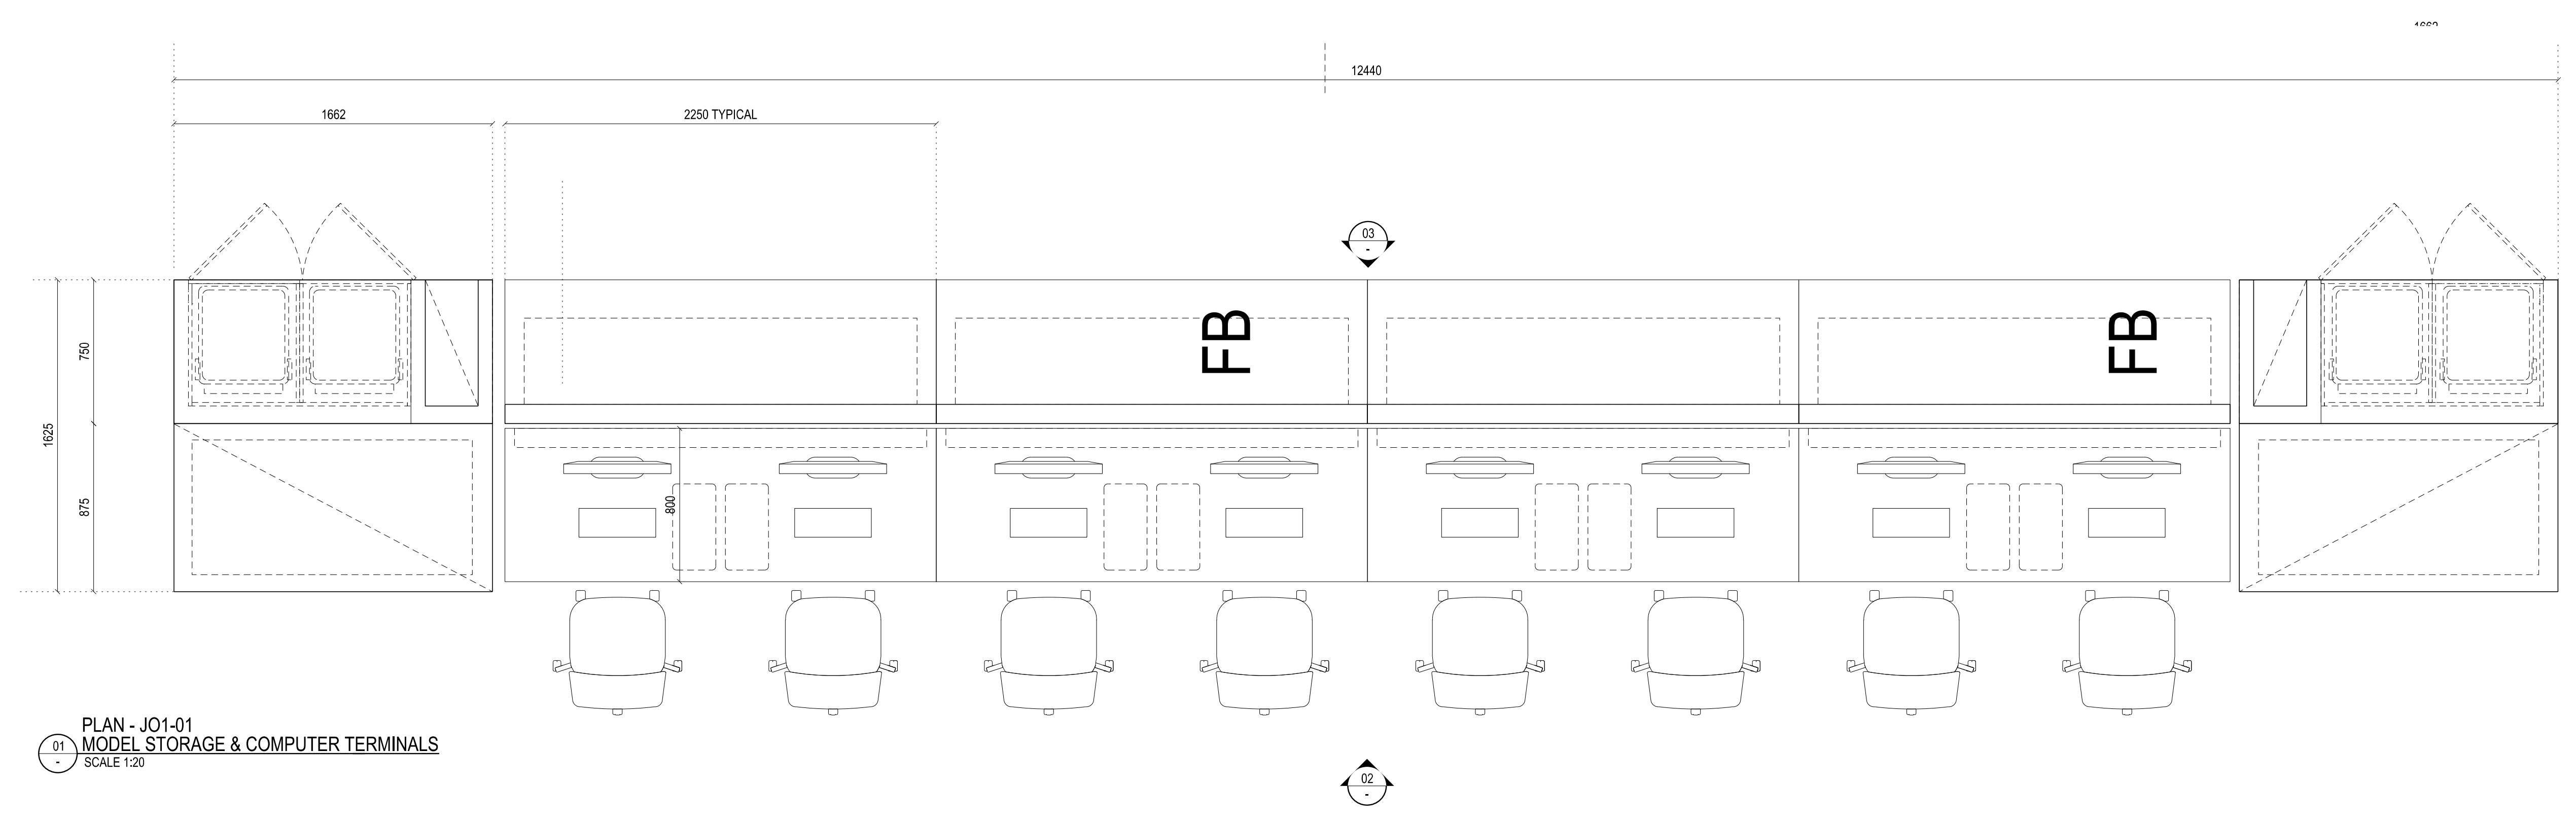 12440
1662
2250 TYPICAL
03
-
FB
FB
750
1625
875
800
PLAN - JO1-01
01
MODEL STORAGE & COMPUTER TERMINALS
-
SCALE 1:20
02
-